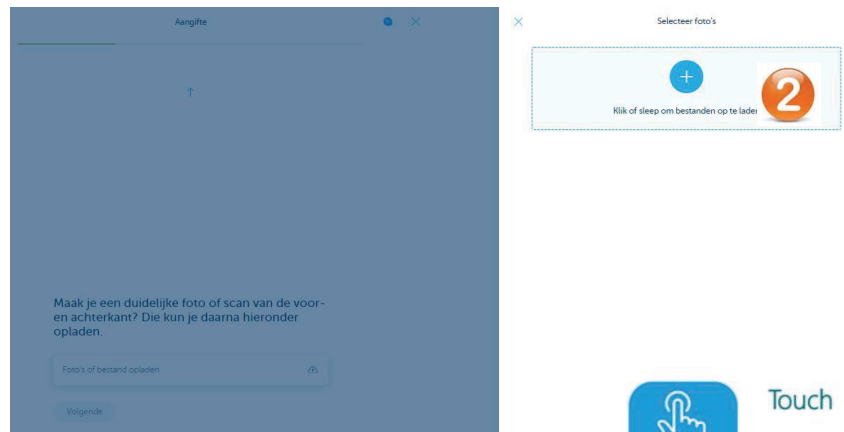 Aangifte
Maak je een duidelijke foto of scan van de voor-
en achterkant? Die kun je daarna hieronder
opladen.
Foto's of bestand opladen
Volgende
Selecteer foto's
Klik of sleep om bestanden op te laden
2
Touch